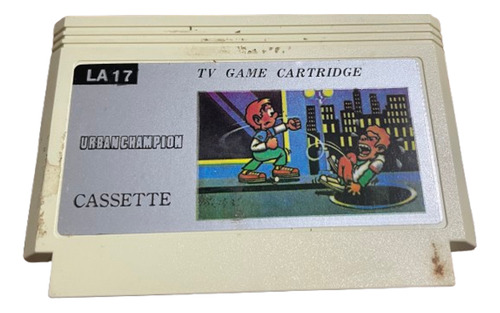 LA 17
TV GAME CARTRIDGE
URBAN CHAMPION
CASSETTE